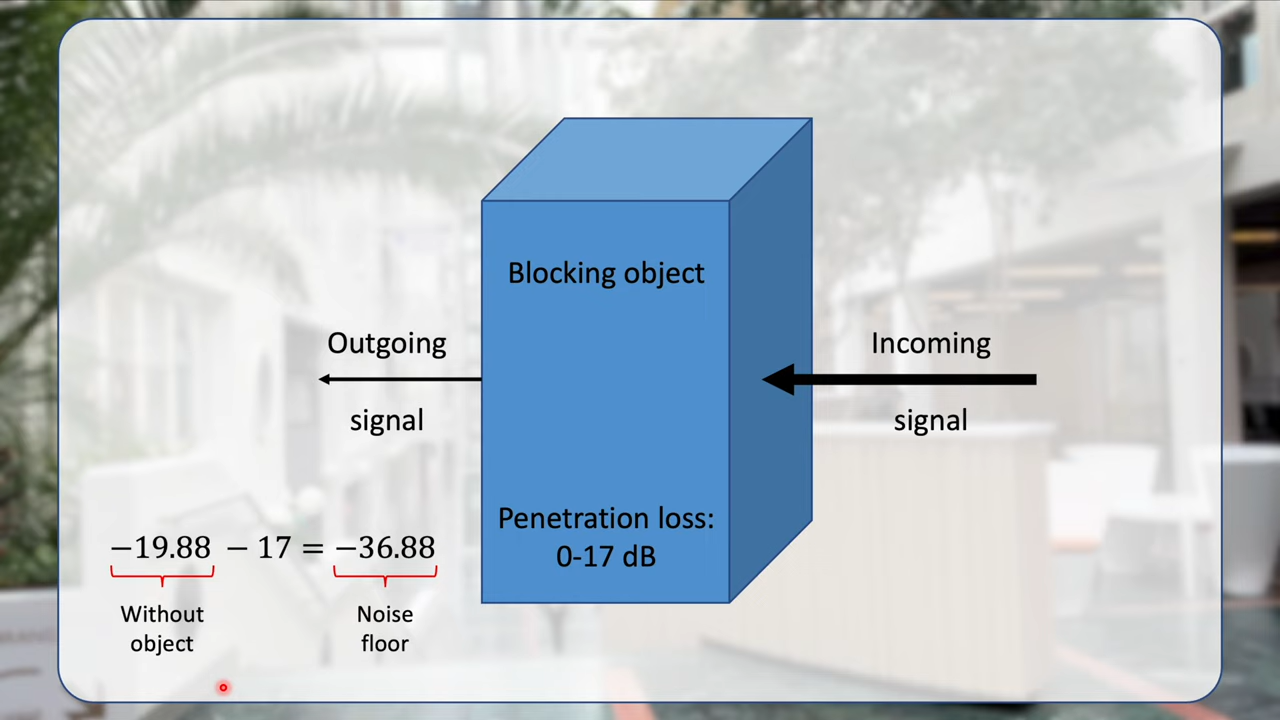 Blocking object
Outgoing
signal
Incoming
signal
Penetration loss:
0-17 dB
−19.88 − 17 = −36.88
Without
object
Noise
floor